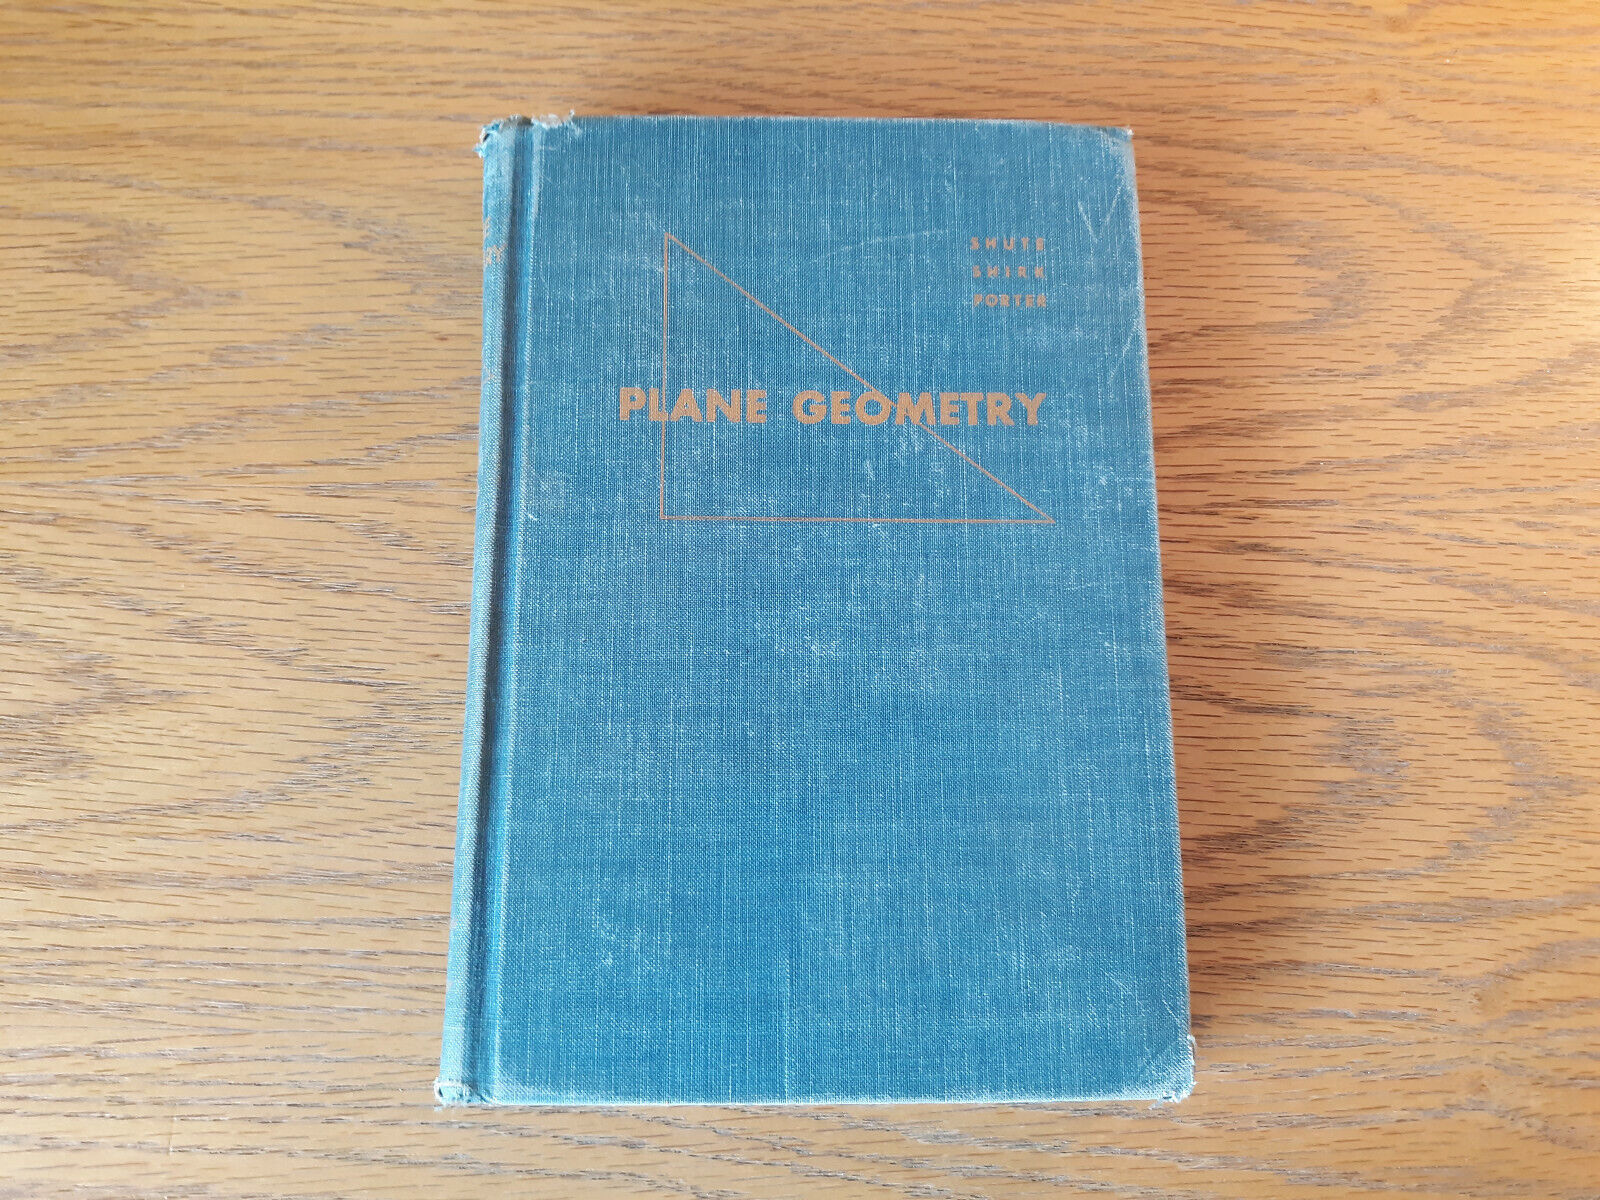 SHUTE
SHIRK
PORTER
PLANE GEOMETRY